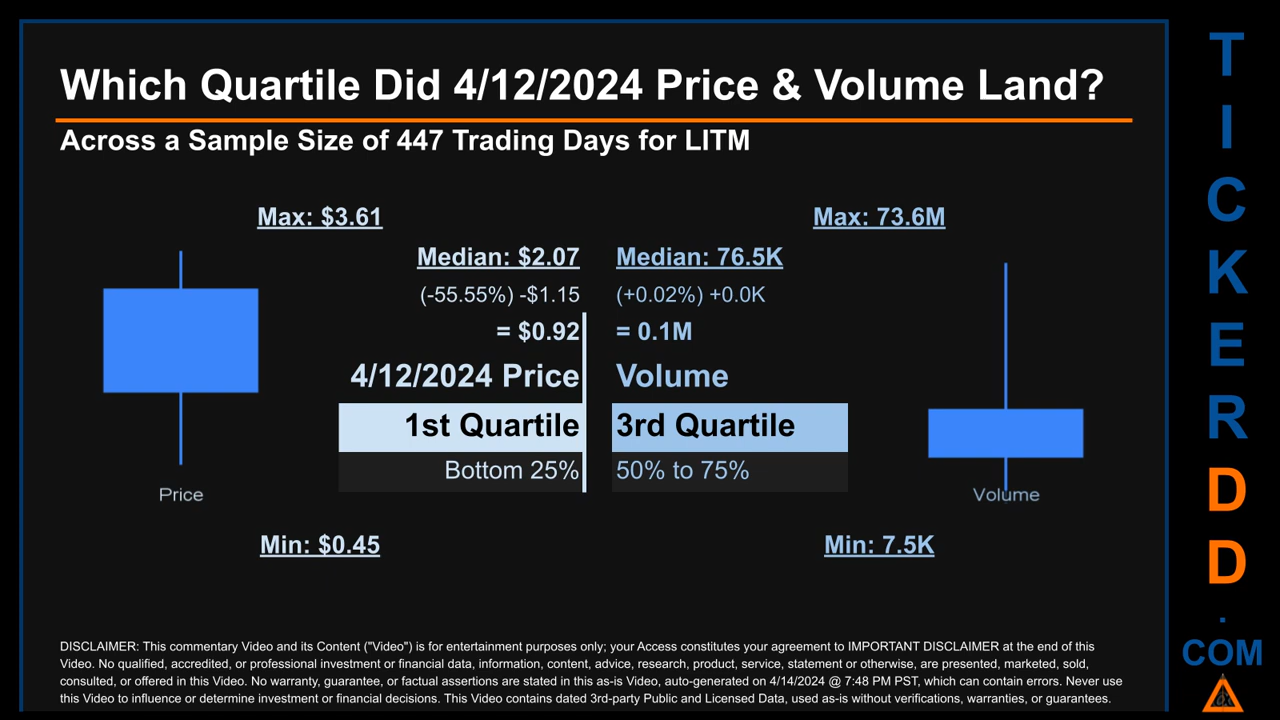 Which Quartile Did 4/12/2024 Price & Volume Land?
Across a Sample Size of 447 Trading Days for LITM
Max: $3.61
Max: 73.6M
Median: $2.07
Median: 76.5K
(-55.55%) -$1.15
(+0.02%) +0.0K
= $0.92
= 0.1M
4/12/2024 Price
Volume
1st Quartile
3rd Quartile
Bottom 25%
50% to 75%
Price
Volume
Min: $0.45
Min: 7.5K
DISCLAIMER: This commentary Video and its Content ("Video") is for entertainment purposes only; your Access constitutes your agreement to IMPORTANT DISCLAIMER at the end of this
Video. No qualified, accredited, or professional investment or financial data, information, content, advice, research, product, service, statement or otherwise, are presented, marketed, sold,
consulted, or offered in this Video. No warranty, guarantee, or factual assertions are stated in this as-is Video, auto-generated on 4/14/2024 @ 7:48 PM PST, which can contain errors. Never use
this Video to influence or determine investment or financial decisions. This Video contains dated 3rd-party Public and Licensed Data, used as-is without verifications, warranties, or guarantees.
T
I
C
K
E
R
D
D
.
COM